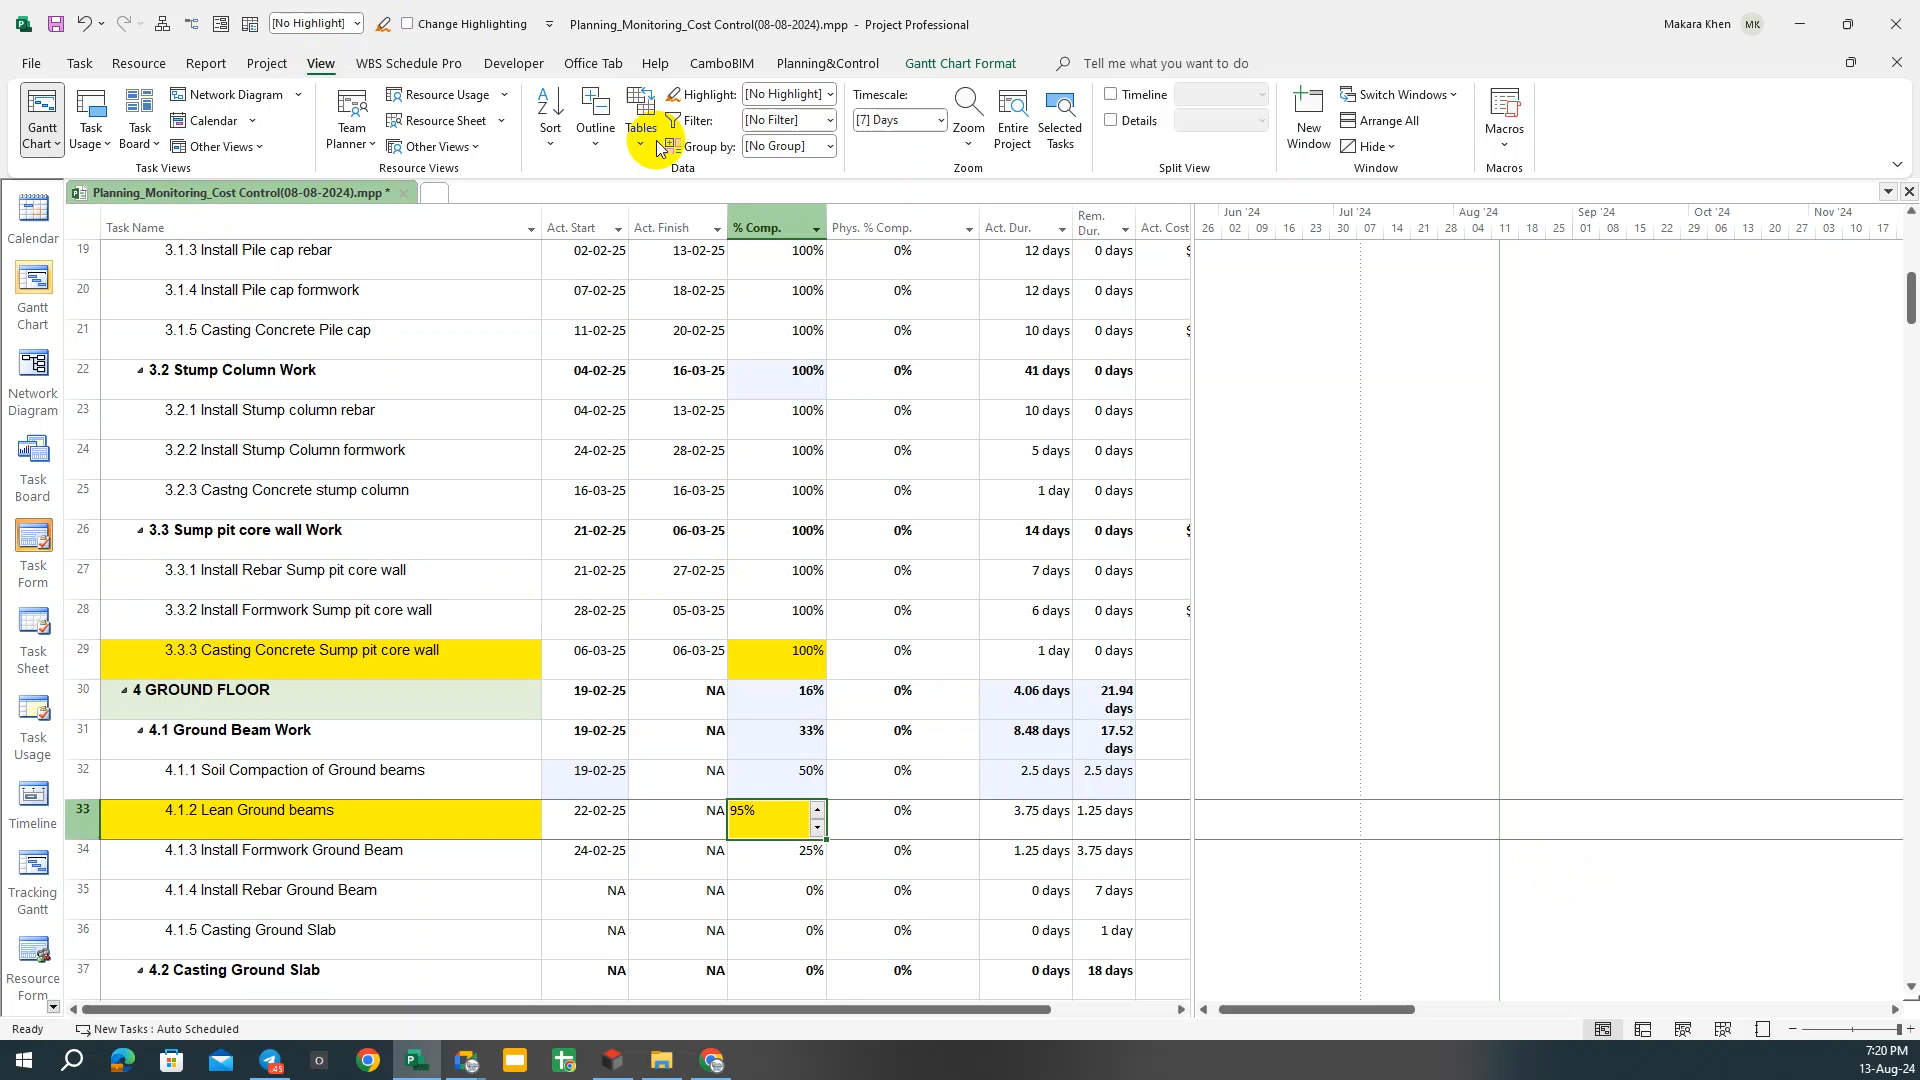 [No Highlight]
Change Highlighting
Planning_Monitoring_Cost Control(08-08-2024).mpp - Project Professional
Makara Khen
MK
File
Task
Resource
Report
Project
View
WBS Schedule Pro
Developer
Office Tab
Help
CamboBIM
Planning&Control
Gantt Chart Format
Tell me what you want to do
Gantt
Chart
Task
Usage
Task
Board
Network Diagram
Calendar
Other Views
Task Views
Team
Planner
Resource Usage
Resource Sheet
Other Views
Resource Views
Sort
Outline
Tables
Highlight: [No Highlight]
Filter: [No Filter]
Group by: [No Group]
Data
Timescale:
[7] Days
Zoom
Entire
Project
Selected
Tasks
Zoom
Timeline
Details
Split View
New
Window
Switch Windows
Arrange All
Hide
Window
Macros
Macros
Planning_Monitoring_Cost Control(08-08-2024).mpp *
Calendar
Gantt
Chart
Network
Diagram
Task
Board
Task
Form
Task
Sheet
Task
Usage
Timeline
Tracking
Gantt
Resource
Form
Task Name Act. Start Act. Finish % Comp. Phys. % Comp. Act. Dur. Rem. Dur. Act. Cost
Jun '24 Jul '24 Aug '24 Sep '24 Oct '24 Nov '24
26 02 09 16 23 30 07 14 21 28 04 11 18 25 01 08 15 22 29 06 13 20 27 03 10 17
19 3.1.3 Install Pile cap rebar 02-02-25 13-02-25 100% 0% 12 days 0 days $
20 3.1.4 Install Pile cap formwork 07-02-25 18-02-25 100% 0% 12 days 0 days
21 3.1.5 Casting Concrete Pile cap 11-02-25 20-02-25 100% 0% 10 days 0 days $
22 3.2 Stump Column Work 04-02-25 16-03-25 100% 0% 41 days 0 days
23 3.2.1 Install Stump column rebar 04-02-25 13-02-25 100% 0% 10 days 0 days
24 3.2.2 Install Stump Column formwork 24-02-25 28-02-25 100% 0% 5 days 0 days
25 3.2.3 Castng Concrete stump column 16-03-25 16-03-25 100% 0% 1 day 0 days
26 3.3 Sump pit core wall Work 21-02-25 06-03-25 100% 0% 14 days 0 days $
27 3.3.1 Install Rebar Sump pit core wall 21-02-25 27-02-25 100% 0% 7 days 0 days
28 3.3.2 Install Formwork Sump pit core wall 28-02-25 05-03-25 100% 0% 6 days 0 days $
29 3.3.3 Casting Concrete Sump pit core wall 06-03-25 06-03-25 100% 0% 1 day 0 days
30 4 GROUND FLOOR 19-02-25 NA 16% 0% 4.06 days 21.94 days
31 4.1 Ground Beam Work 19-02-25 NA 33% 0% 8.48 days 17.52 days
32 4.1.1 Soil Compaction of Ground beams 19-02-25 NA 50% 0% 2.5 days 2.5 days
33 4.1.2 Lean Ground beams 22-02-25 NA 95% 0% 3.75 days 1.25 days
34 4.1.3 Install Formwork Ground Beam 24-02-25 NA 25% 0% 1.25 days 3.75 days
35 4.1.4 Install Rebar Ground Beam NA NA 0% 0% 0 days 7 days
36 4.1.5 Casting Ground Slab NA NA 0% 0% 0 days 1 day
37 4.2 Casting Ground Slab NA NA 0% 0% 0 days 18 days
Ready
New Tasks : Auto Scheduled
7:20 PM
13-Aug-24